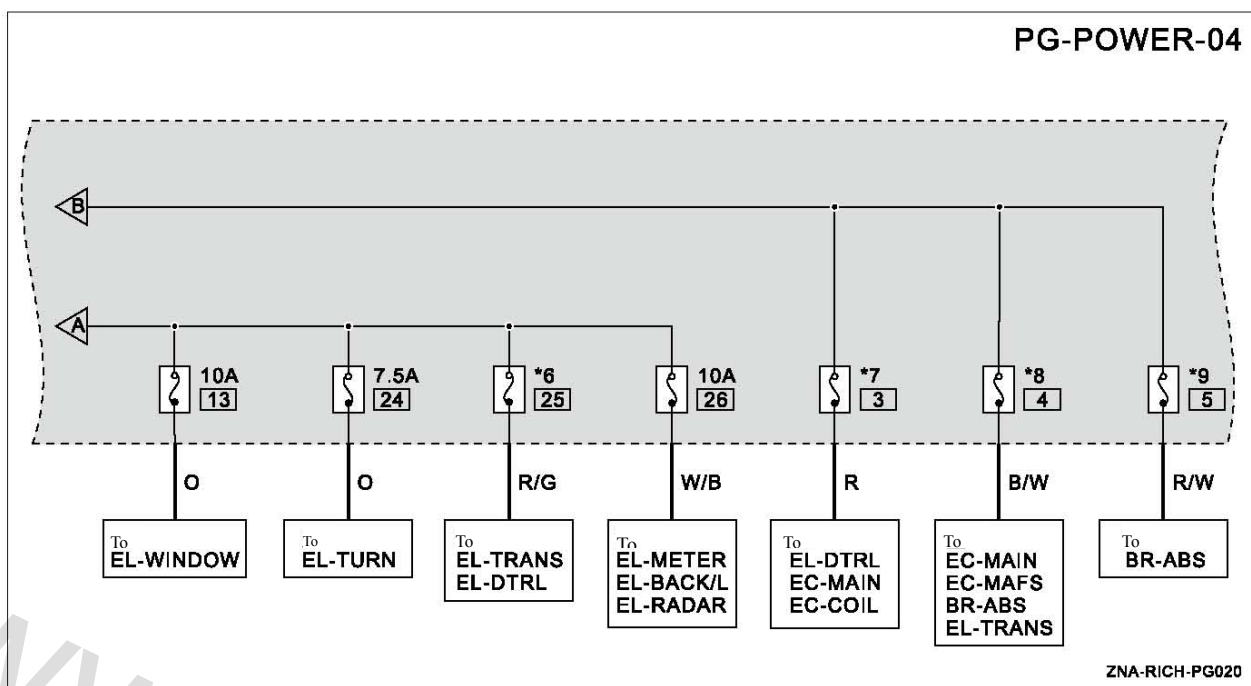 PG-POWER-04
B
A
10A
13
7.5A
24
*6
25
10A
26
*7
3
*8
4
*9
5
O
O
R/G
W/B
R
B/W
R/W
To
EL-WINDOW
To
EL-TURN
To
EL-TRANS
EL-DTRL
To
EL-METER
EL-BACK/L
EL-RADAR
To
EL-DTRL
EC-MAIN
EC-COIL
To
EC-MAIN
EC-MAFS
BR-ABS
EL-TRANS
To
BR-ABS
ZNA-RICH-PG020